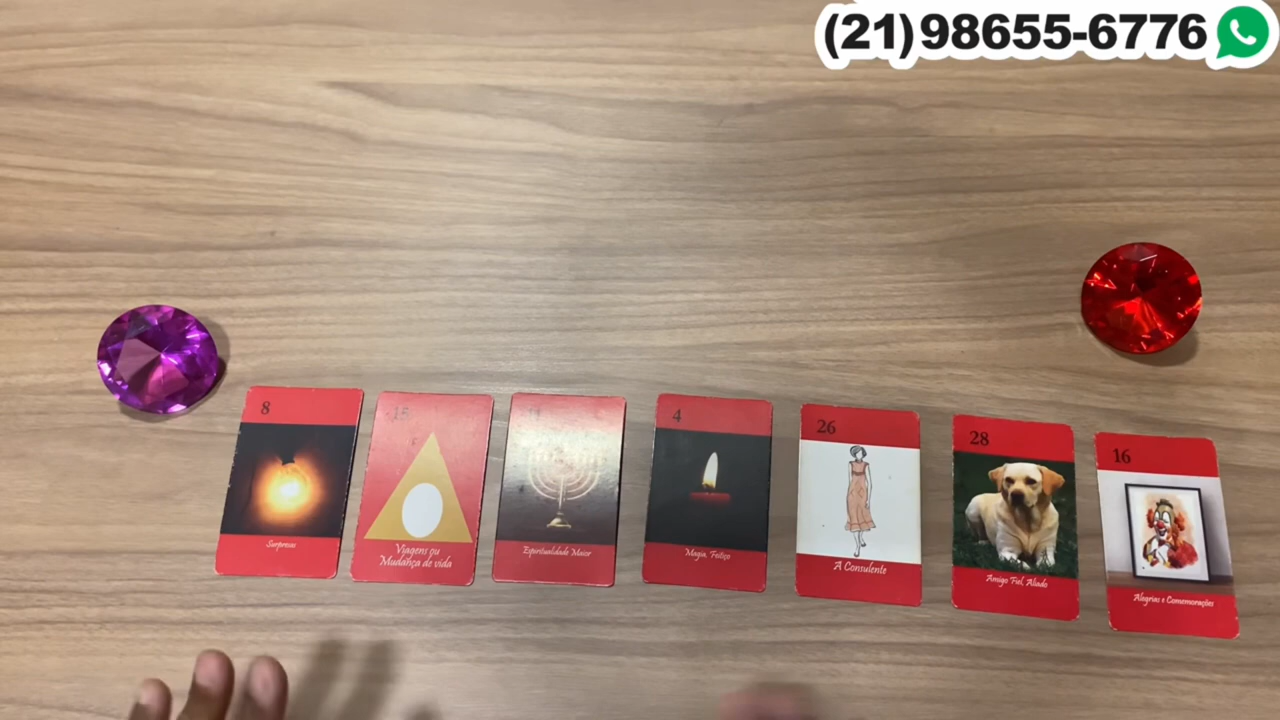 (21)98655-6776
8
Surpresas
15
Viagens ou
Mudança de vida
Espiritualidade Maior
4
Magia, Feitiço
26
A Consulente
28
Amigo Fiel, Aliado
16
Alegrias e Comemorações